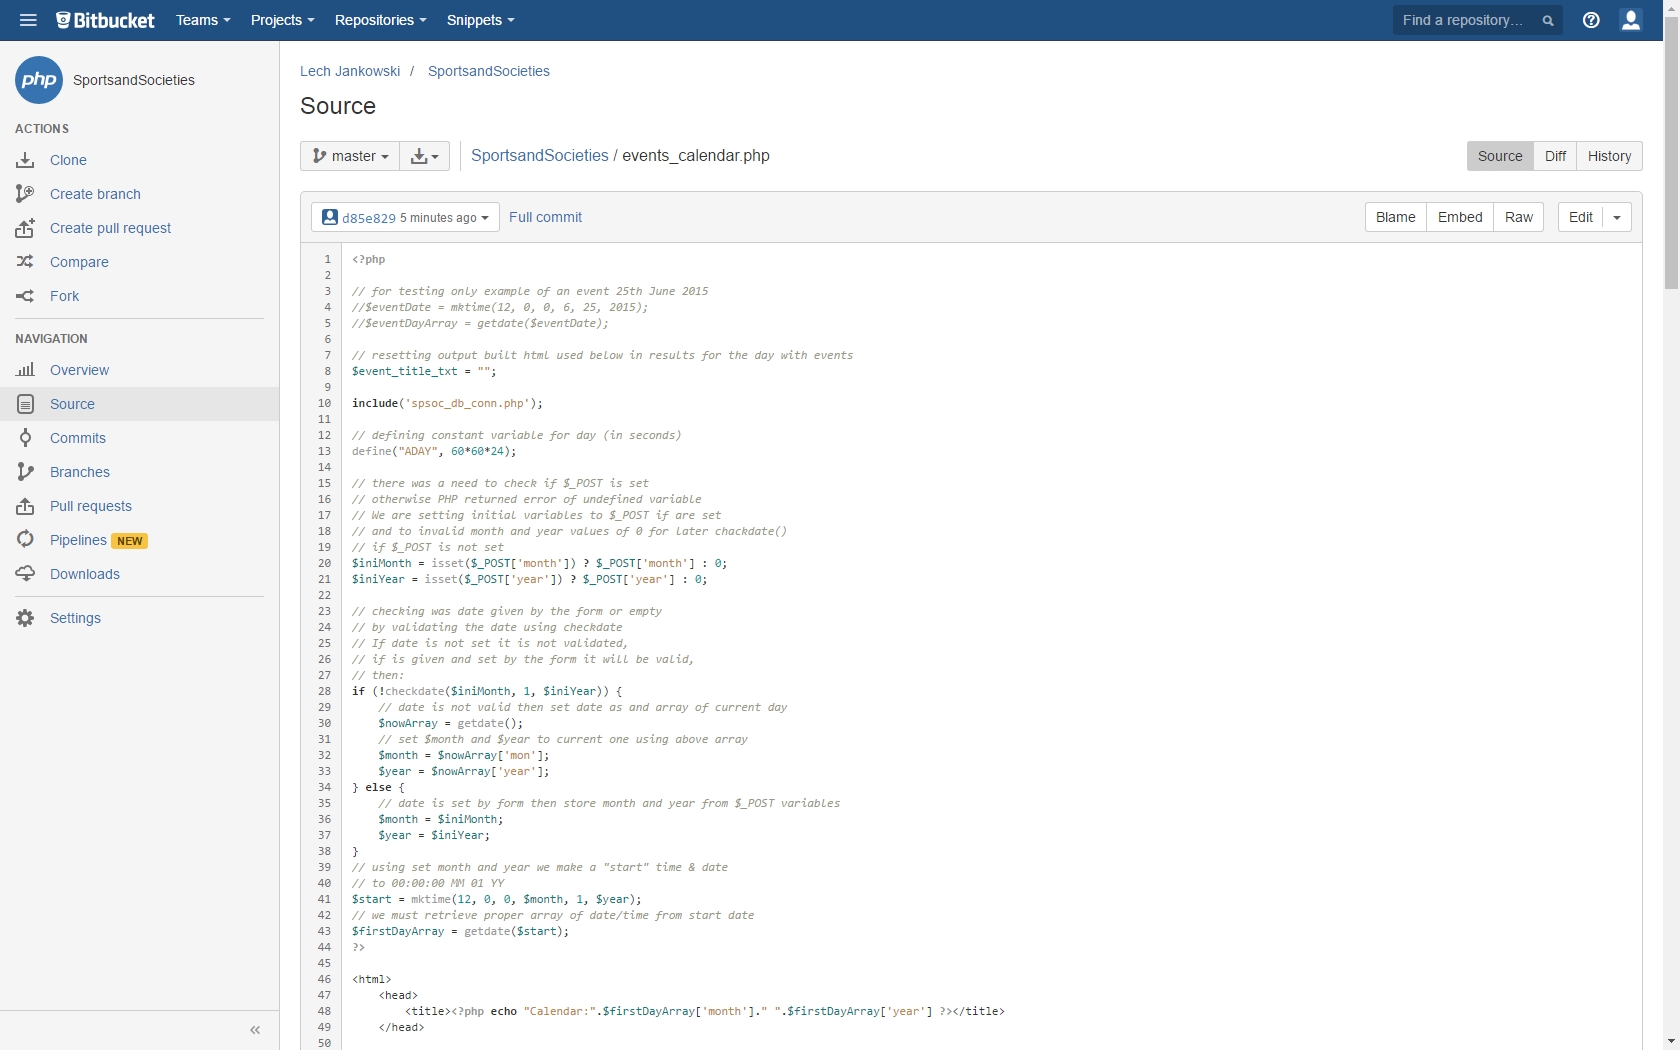 Bitbucket Teams Projects Repositories Snippets Find a repository...
php SportsandSocieties
ACTIONS
Clone
Create branch
Create pull request
Compare
Fork
NAVIGATION
Overview
Source
Commits
Branches
Pull requests
Pipelines NEW
Downloads
Settings
Lech Jankowski / SportsandSocieties
Source
master SportsandSocieties / events_calendar.php Source Diff History
d85e829 5 minutes ago Full commit Blame Embed Raw Edit
1 <?php
2
3 // for testing only example of an event 25th June 2015
4 //$eventDate = mktime(12, 0, 0, 6, 25, 2015);
5 //$eventDayArray = getdate($eventDate);
6
7 // resetting output built html used below in results for the day with events
8 $event_title_txt = "";
9
10 include('spsoc_db_conn.php');
11
12 // defining constant variable for day (in seconds)
13 define("ADAY", 60*60*24);
14
15 // there was a need to check if $_POST is set
16 // otherwise PHP returned error of undefined variable
17 // We are setting initial variables to $_POST if are set
18 // and to invalid month and year values of 0 for later chackdate()
19 // if $_POST is not set
20 $iniMonth = isset($_POST['month']) ? $_POST['month'] : 0;
21 $iniYear = isset($_POST['year']) ? $_POST['year'] : 0;
22
23 // checking was date given by the form or empty
24 // by validating the date using checkdate
25 // If date is not set it is not validated,
26 // if is given and set by the form it will be valid,
27 // then:
28 if (!checkdate($iniMonth, 1, $iniYear)) {
29     // date is not valid then set date as and array of current day
30     $nowArray = getdate();
31     // set $month and $year to current one using above array
32     $month = $nowArray['mon'];
33     $year = $nowArray['year'];
34 } else {
35     // date is set by form then store month and year from $_POST variables
36     $month = $iniMonth;
37     $year = $iniYear;
38 }
39 // using set month and year we make a "start" time & date
40 // to 00:00:00 MM 01 YY
41 $start = mktime(12, 0, 0, $month, 1, $year);
42 // we must retrieve proper array of date/time from start date
43 $firstDayArray = getdate($start);
44 ?>
45
46 <html>
47     <head>
48         <title><?php echo "Calendar:".$firstDayArray['month']." ".$firstDayArray['year'] ?></title>
49     </head>
50